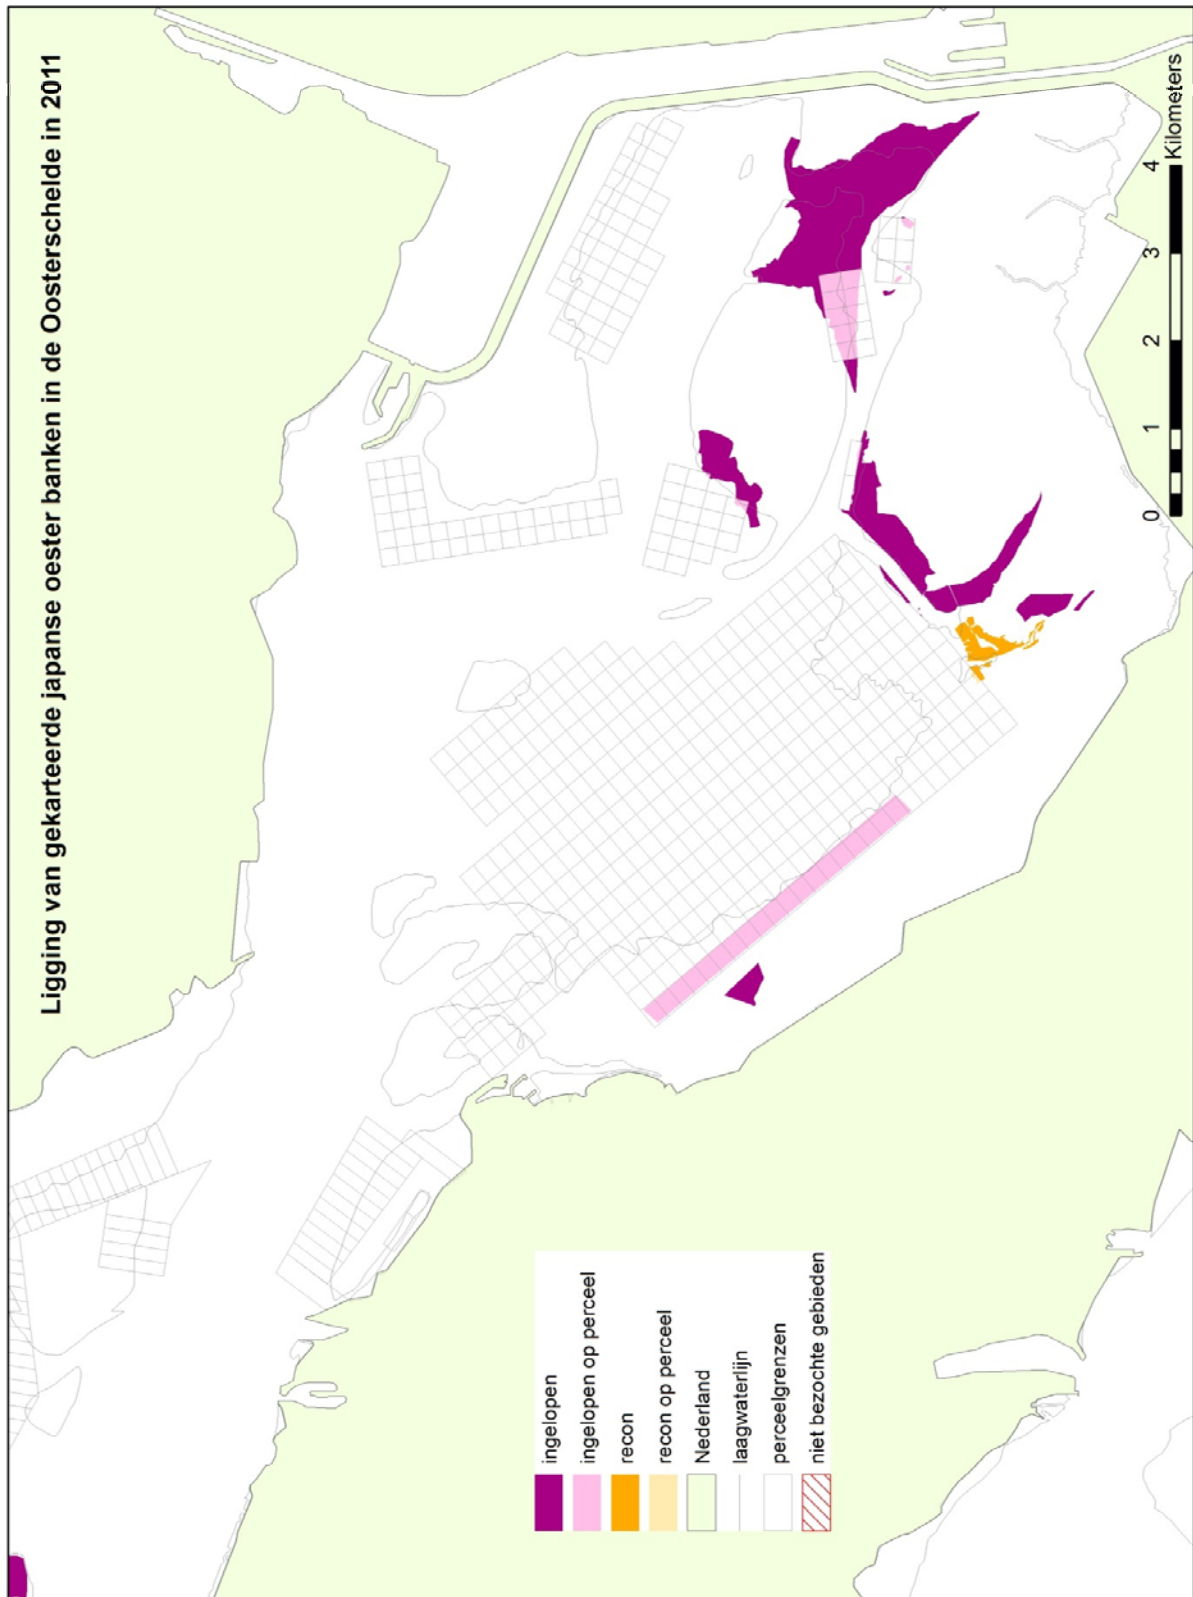 Ligging van gekarteerde japanse oester banken in de Oosterschelde in 2011
ingelopen
ingelopen op perceel
recon
recon op perceel
Nederland
laagwaterlijn
perceelgrenzen
niet bezochte gebieden
0 1 2 3 4
Kilometers